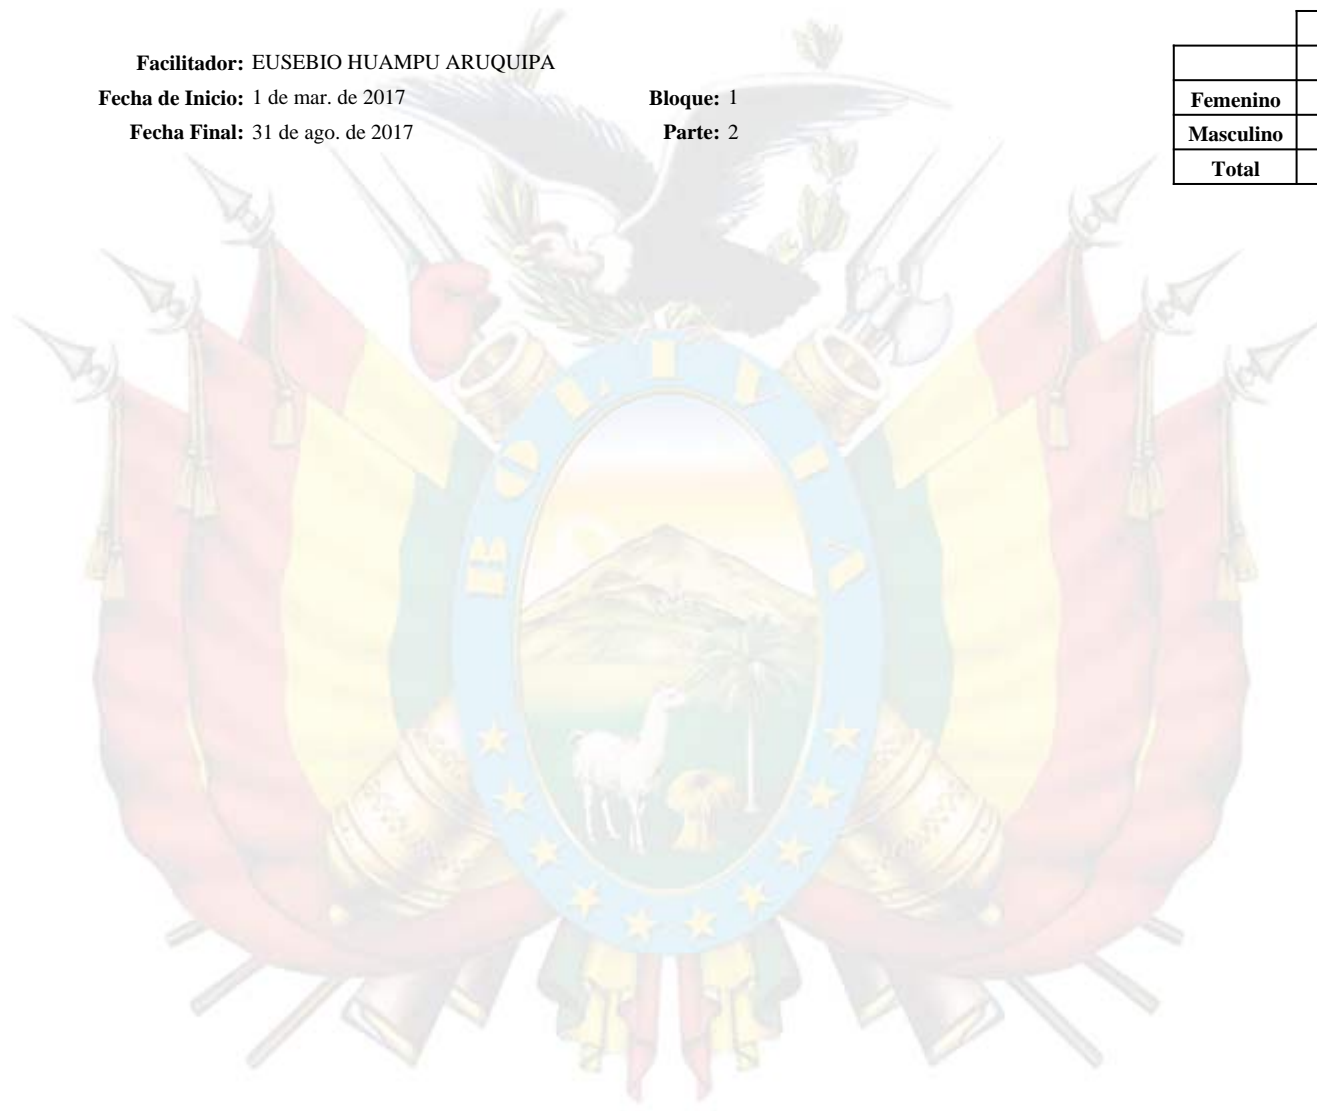 Facilitador: EUSEBIO HUAMPU ARUQUIPA
Fecha de Inicio: 1 de mar. de 2017 Bloque: 1
Fecha Final: 31 de ago. de 2017 Parte: 2
Femenino
Masculino
Total
BOLIVIA